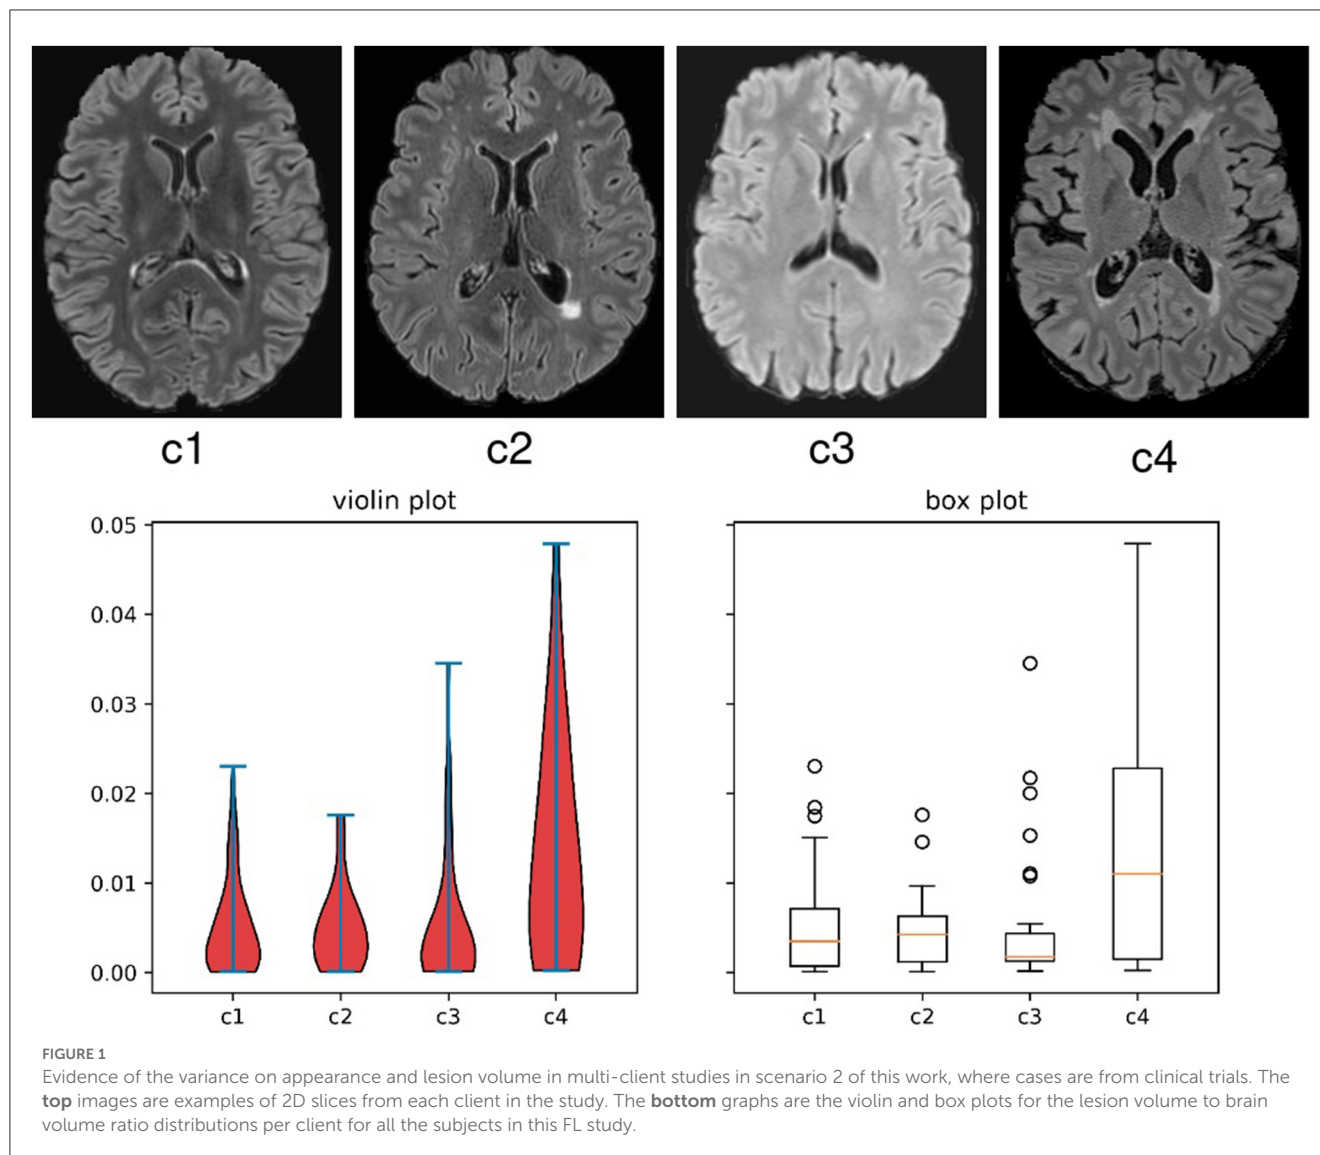 c1
c2
c3
c4
violin plot
0.05
0.04
0.03
0.02
0.01
0.00
c1 c2 c3 c4
box plot
c1 c2 c3 c4
FIGURE 1
Evidence of the variance on appearance and lesion volume in multi-client studies in scenario 2 of this work, where cases are from clinical trials. The
top images are examples of 2D slices from each client in the study. The bottom graphs are the violin and box plots for the lesion volume to brain
volume ratio distributions per client for all the subjects in this FL study.